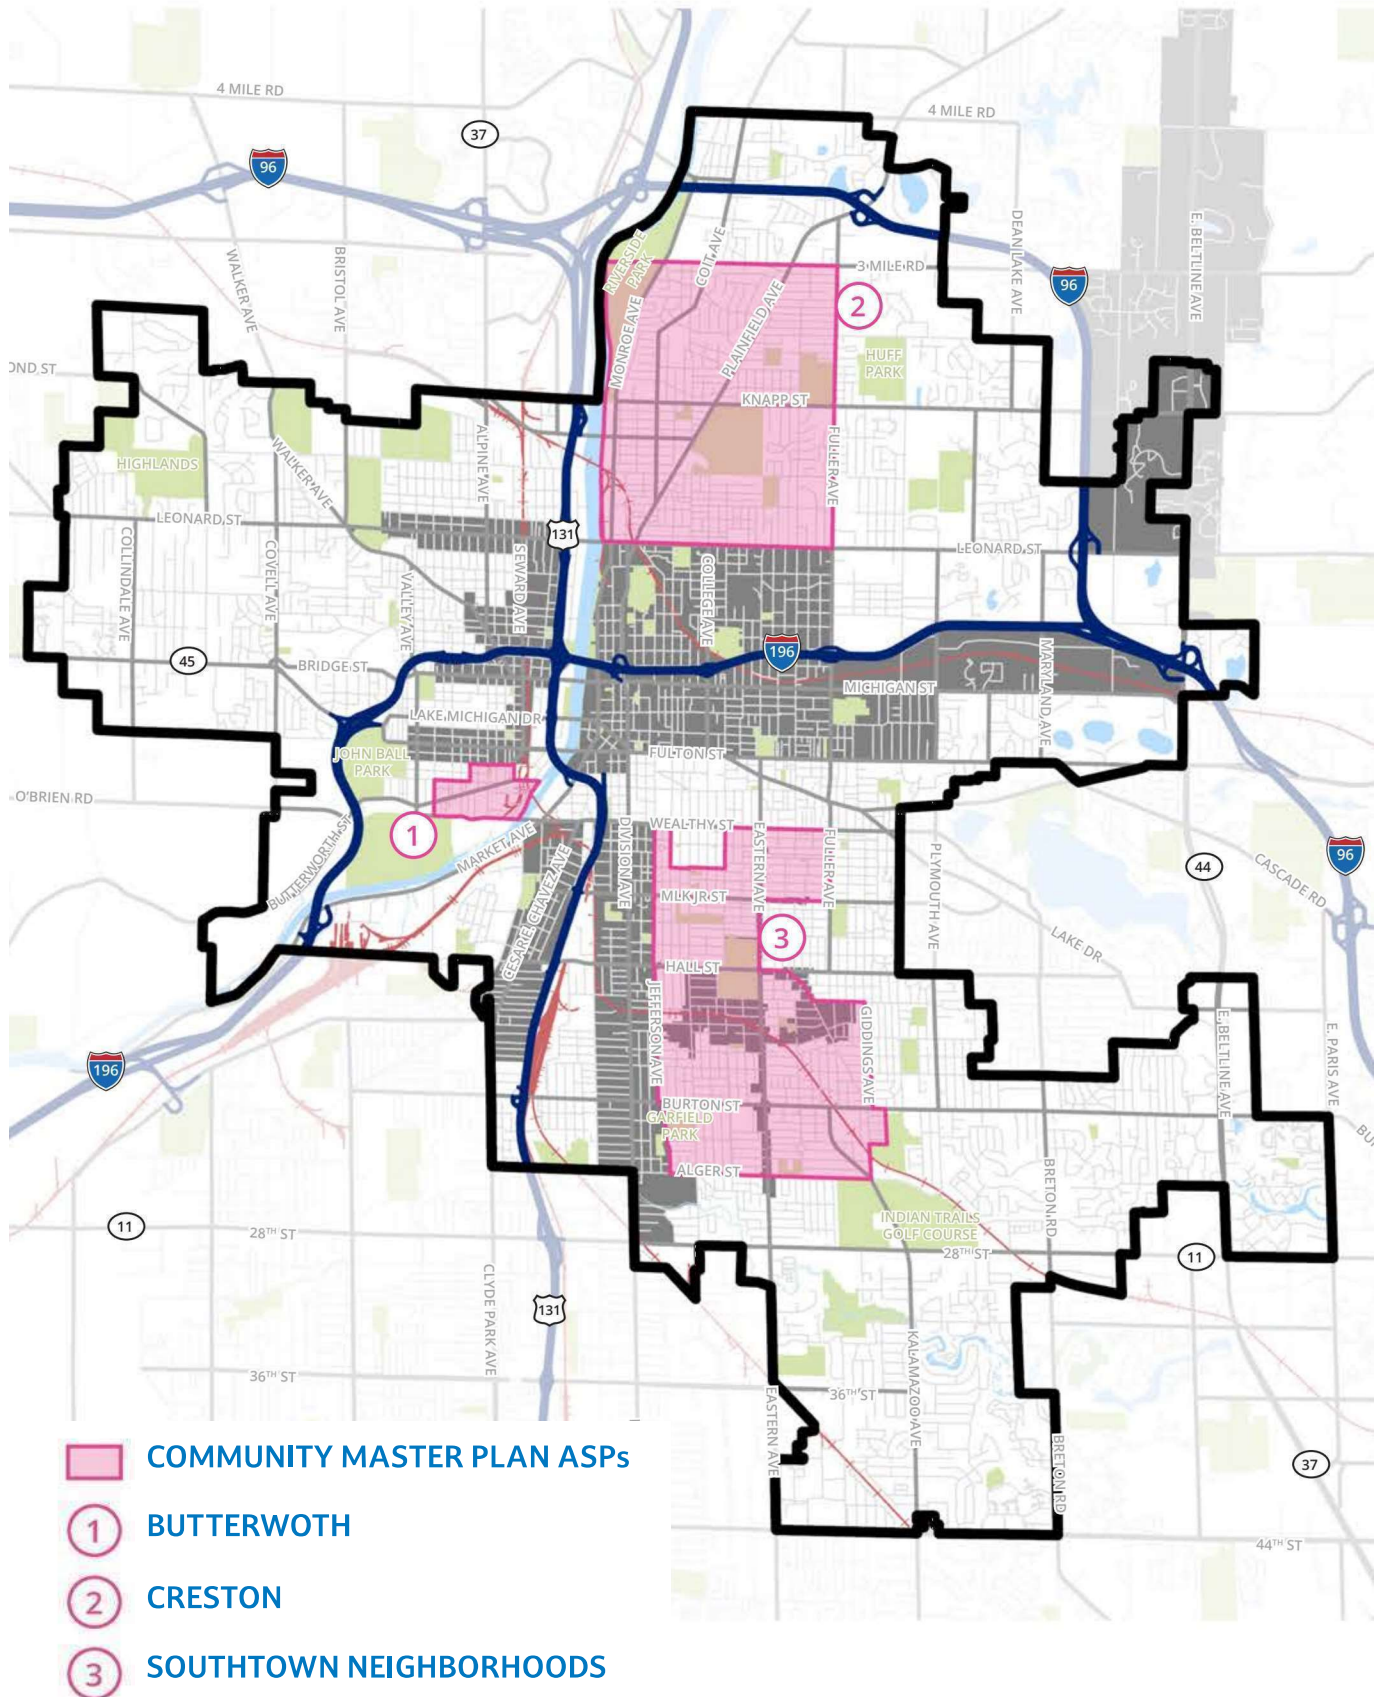 4 MILE RD
4 MILE RD
37
96
DEAN LAKE AVE
E. BELTLINE AVE
WALKER AVE
BRISTOL AVE
RIVERSIDE
PARK
COIT AVE
3 MILE RD
96
2
MONROE AVE
PLAINFIELD AVE
HUFF
PARK
OND ST
KNAPP ST
HIGHLANDS
WALKER AVE
ALPINE AVE
FULLER AVE
LEONARD ST
131
LEONARD ST
COLLINDALE AVE
COVELL AVE
VALLEY AVE
SEWARD AVE
COLLEGE AVE
45
BRIDGE ST
196
MICHIGAN ST
MARYLAND AVE
LAKE MICHIGAN DR
JOHN BALL
PARK
FULTON ST
O'BRIEN RD
1
BUTTERWORTH ST
MARKET AVE
CESAR E. CHAVEZ AVE
DIVISION AVE
WEALTHY ST
EASTERN AVE
FULLER AVE
PLYMOUTH AVE
44
CASCADE RD
96
MLK JR ST
3
LAKE DR
HALL ST
JEFFERSON AVE
GIDDINGS AVE
E. BELTLINE AVE
E. PARIS AVE
196
BURTON ST
BU
GARFIELD
PARK
ALGER ST
BRETON RD
11
28TH ST
INDIAN TRAILS
GOLF COURSE
28TH ST
11
CLYDE PARK AVE
131
KALAMAZOO AVE
36TH ST
36TH ST
EASTERN AVE
BRETON RD
37
44TH ST
COMMUNITY MASTER PLAN ASPs
1 BUTTERWOTH
2 CRESTON
3 SOUTHTOWN NEIGHBORHOODS